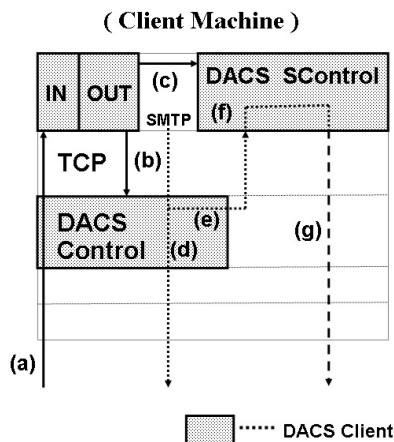 ( Client Machine )
(c)
DACS SControl
IN OUT
(f)
SMTP
TCP
(b)
(e)
DACS
Control
(d)
(g)
(a)
DACS Client